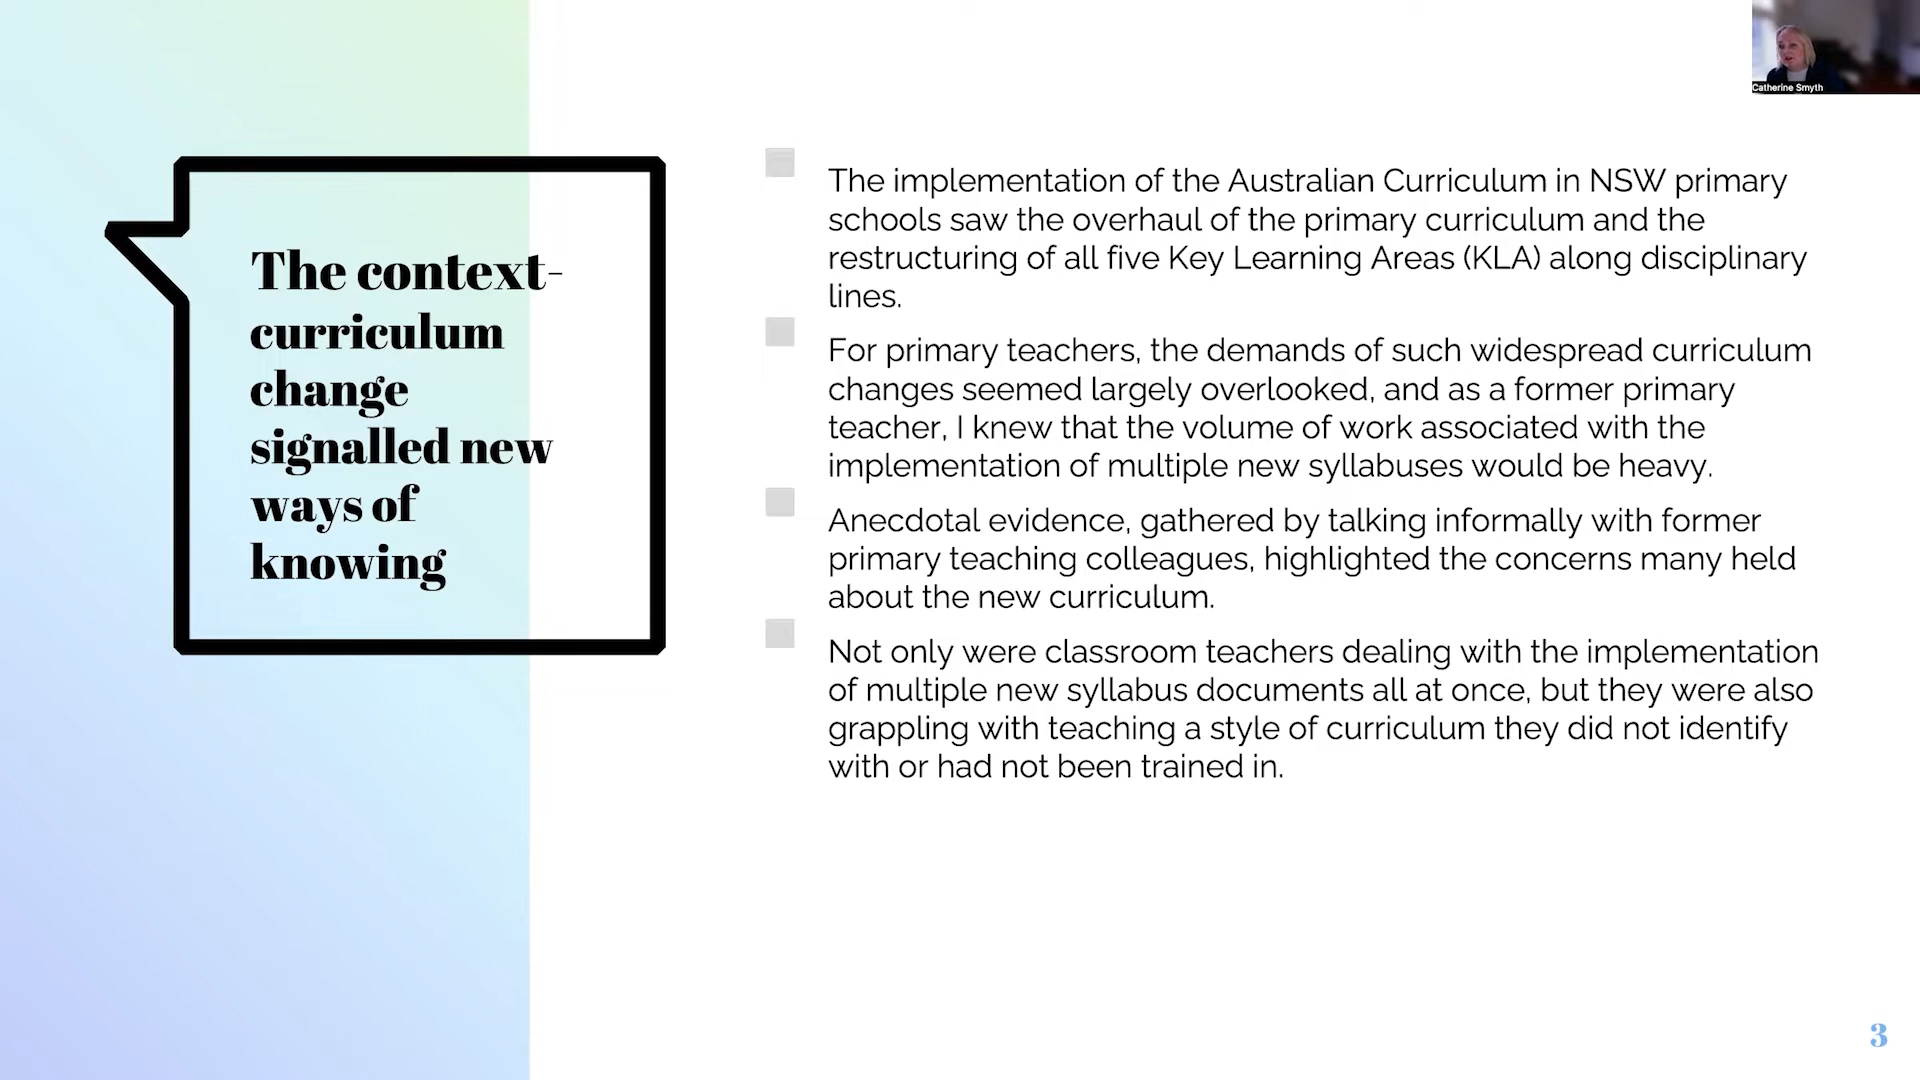 Catherine Smyth
The context-
curriculum
change
signalled new
ways of
knowing
The implementation of the Australian Curriculum in NSW primary
schools saw the overhaul of the primary curriculum and the
restructuring of all five Key Learning Areas (KLA) along disciplinary
lines.
For primary teachers, the demands of such widespread curriculum
changes seemed largely overlooked, and as a former primary
teacher, I knew that the volume of work associated with the
implementation of multiple new syllabuses would be heavy.
Anecdotal evidence, gathered by talking informally with former
primary teaching colleagues, highlighted the concerns many held
about the new curriculum.
Not only were classroom teachers dealing with the implementation
of multiple new syllabus documents all at once, but they were also
grappling with teaching a style of curriculum they did not identify
with or had not been trained in.
3